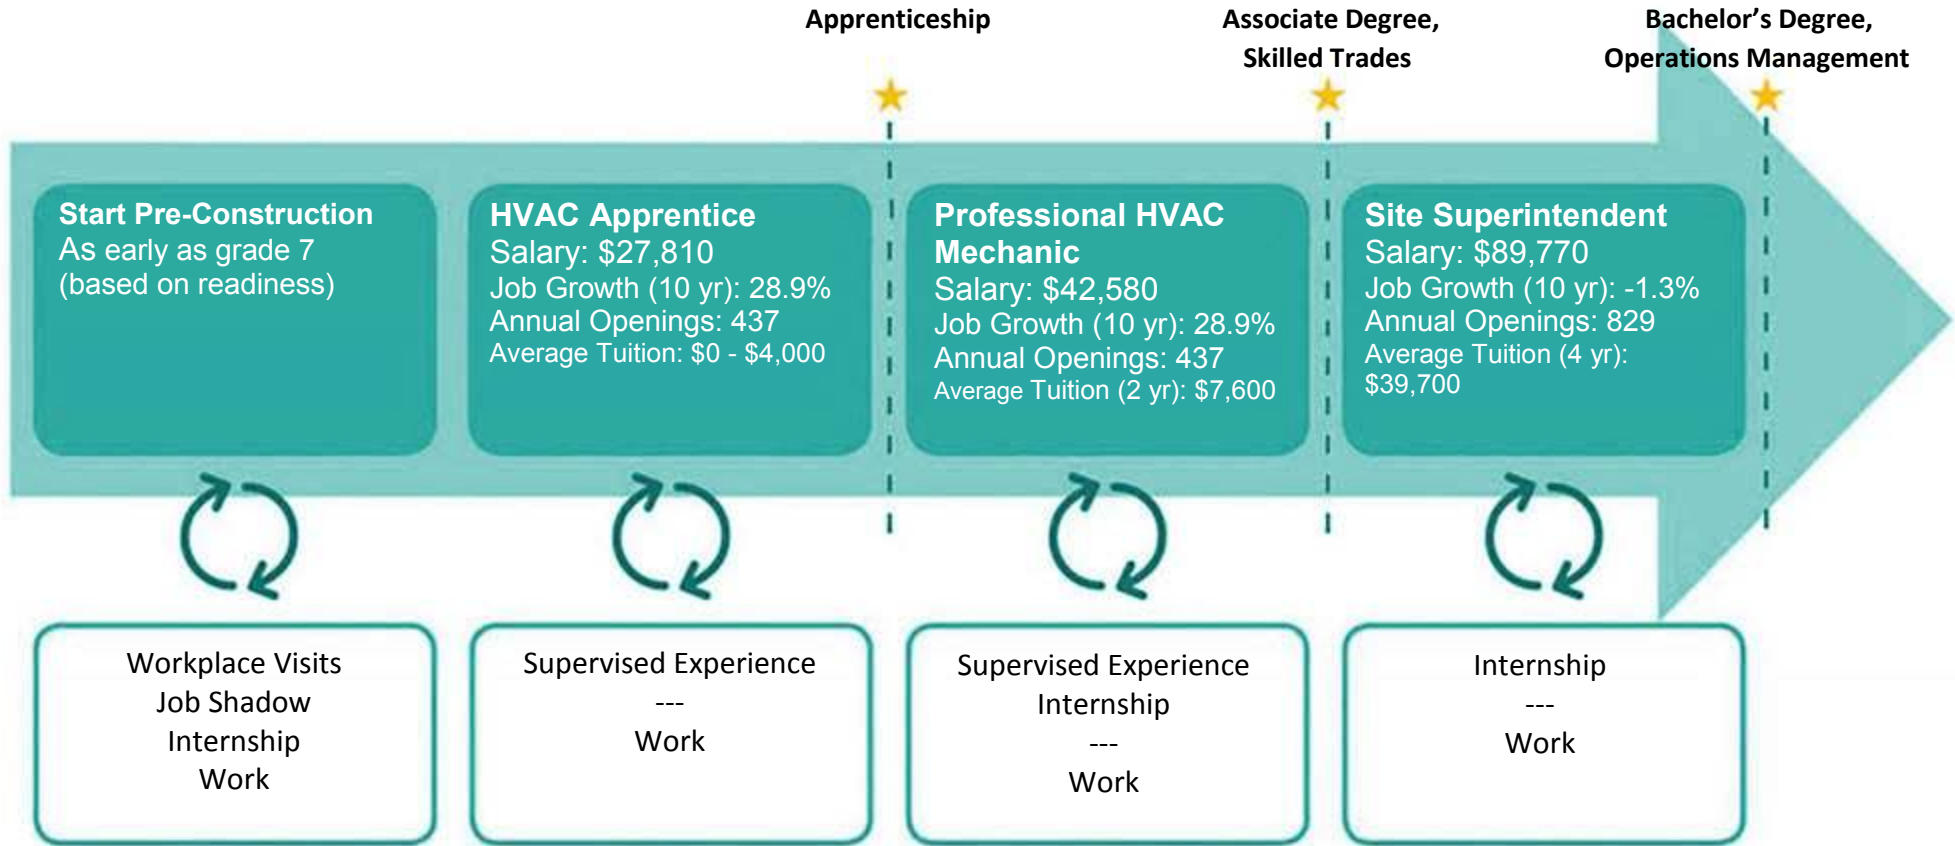 Apprenticeship
Associate Degree,
Skilled Trades
Bachelor’s Degree,
Operations Management
Start Pre-Construction
As early as grade 7
(based on readiness)
HVAC Apprentice
Salary: $27,810
Job Growth (10 yr): 28.9%
Annual Openings: 437
Average Tuition: $0 - $4,000
Professional HVAC
Mechanic
Salary: $42,580
Job Growth (10 yr): 28.9%
Annual Openings: 437
Average Tuition (2 yr): $7,600
Site Superintendent
Salary: $89,770
Job Growth (10 yr): -1.3%
Annual Openings: 829
Average Tuition (4 yr):
$39,700
Workplace Visits
Job Shadow
Internship
Work
Supervised Experience
---
Work
Supervised Experience
Internship
---
Work
Internship
---
Work